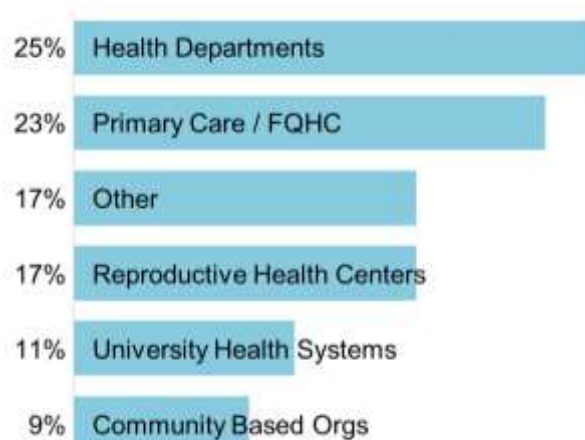 25% Health Departments
23% Primary Care / FQHC
17% Other
17% Reproductive Health Centers
11% University Health Systems
9% Community Based Orgs